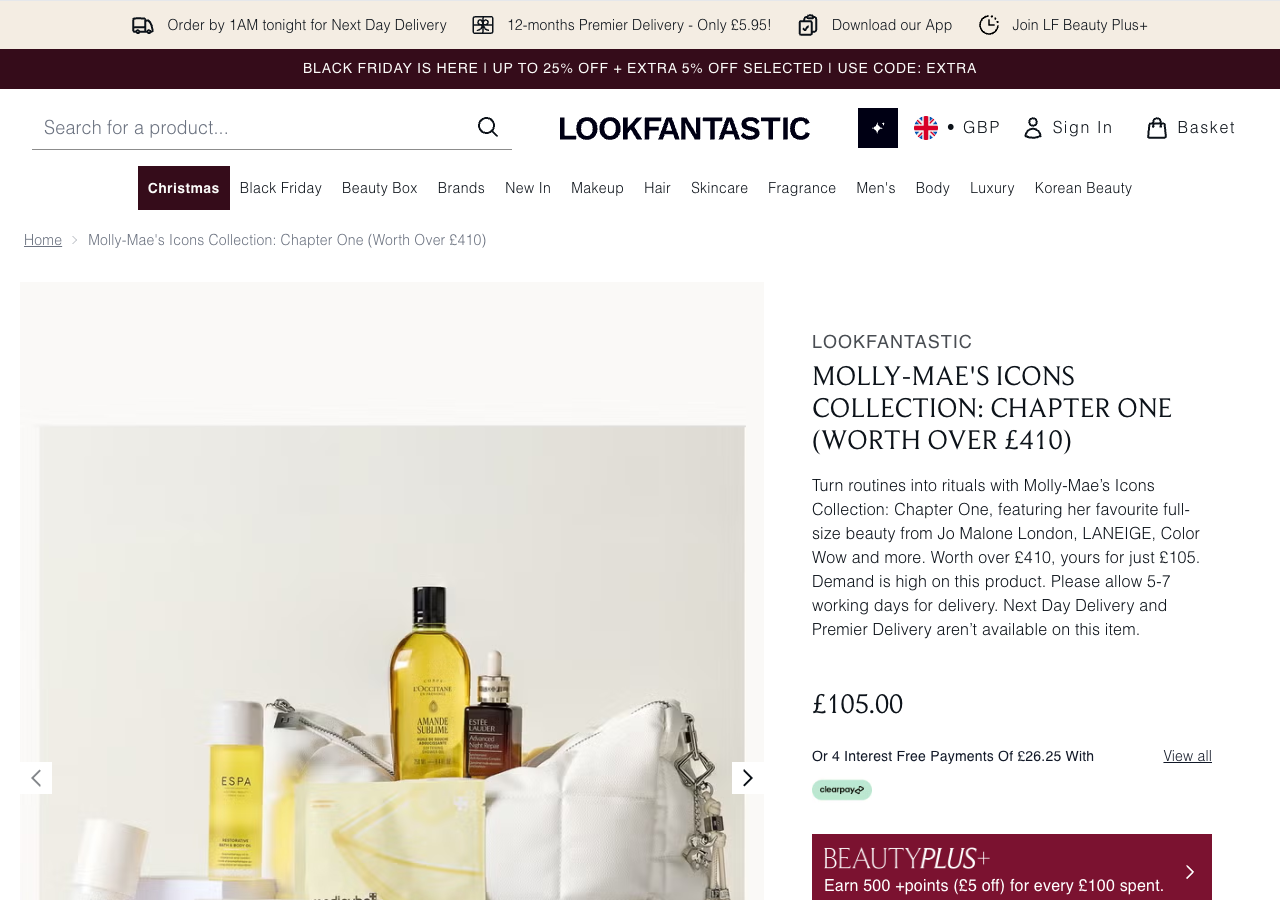 Order by 1AM tonight for Next Day Delivery
12-months Premier Delivery - Only £5.95!
Download our App
Join LF Beauty Plus+
BLACK FRIDAY IS HERE | UP TO 25% OFF + EXTRA 5% OFF SELECTED | USE CODE: EXTRA
Search for a product...
LOOKFANTASTIC
• GBP
Sign In
Basket
Christmas
Black Friday
Beauty Box
Brands
New In
Makeup
Hair
Skincare
Fragrance
Men's
Body
Luxury
Korean Beauty
Home
Molly-Mae's Icons Collection: Chapter One (Worth Over £410)
LOOKFANTASTIC
MOLLY-MAE'S ICONS
COLLECTION: CHAPTER ONE
(WORTH OVER £410)
Turn routines into rituals with Molly-Mae’s Icons
Collection: Chapter One, featuring her favourite full-
size beauty from Jo Malone London, LANEIGE, Color
Wow and more. Worth over £410, yours for just £105.
Demand is high on this product. Please allow 5-7
working days for delivery. Next Day Delivery and
Premier Delivery aren’t available on this item.
£105.00
Or 4 Interest Free Payments Of £26.25 With
View all
clearpay
BEAUTYPLUS+
Earn 500 +points (£5 off) for every £100 spent.
L'OCCITANE
AMANDE
SUBLIME
ESTĒE
LAUDER
Advanced
Night Repair
ESPA
RESTORATIVE
BATH & BODY OIL